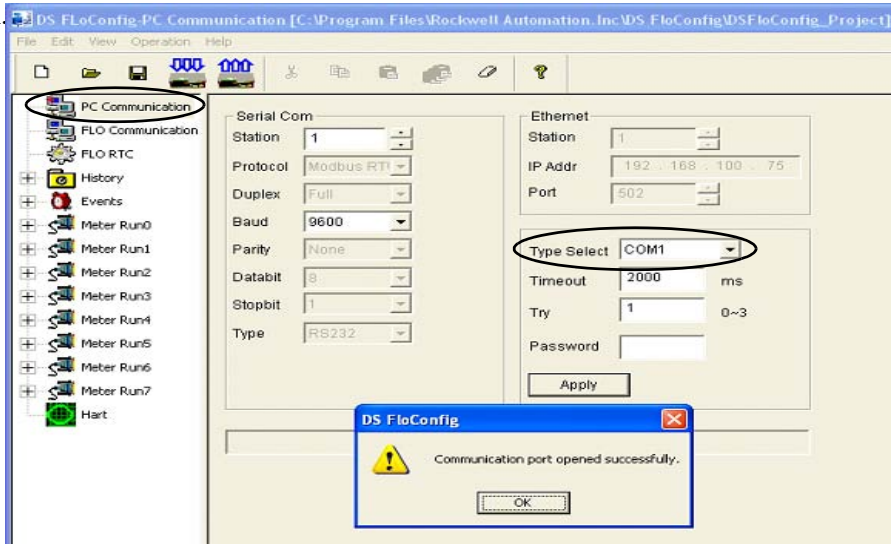 DS FLoConfig-PC Communication [C:\Program Files\Rockwell Automation.Inc\DS FloConfig\DSFloConfig_Project]
File Edit View Operation Help
PC Communication
FLO Communication
FLO RTC
History
Events
Meter Run0
Meter Run1
Meter Run2
Meter Run3
Meter Run4
Meter Run5
Meter Run6
Meter Run7
Hart
Serial Com
Station 1
Protocol Modbus RTU
Duplex Full
Baud 9600
Parity None
Databit 8
Stopbit 1
Type RS232
Ethernet
Station 1
IP Addr 192 . 168 . 100 . 75
Port 502
Type Select COM1
Timeout 2000 ms
Try 1 0~3
Password
Apply
DS FloConfig
Communication port opened successfully.
OK